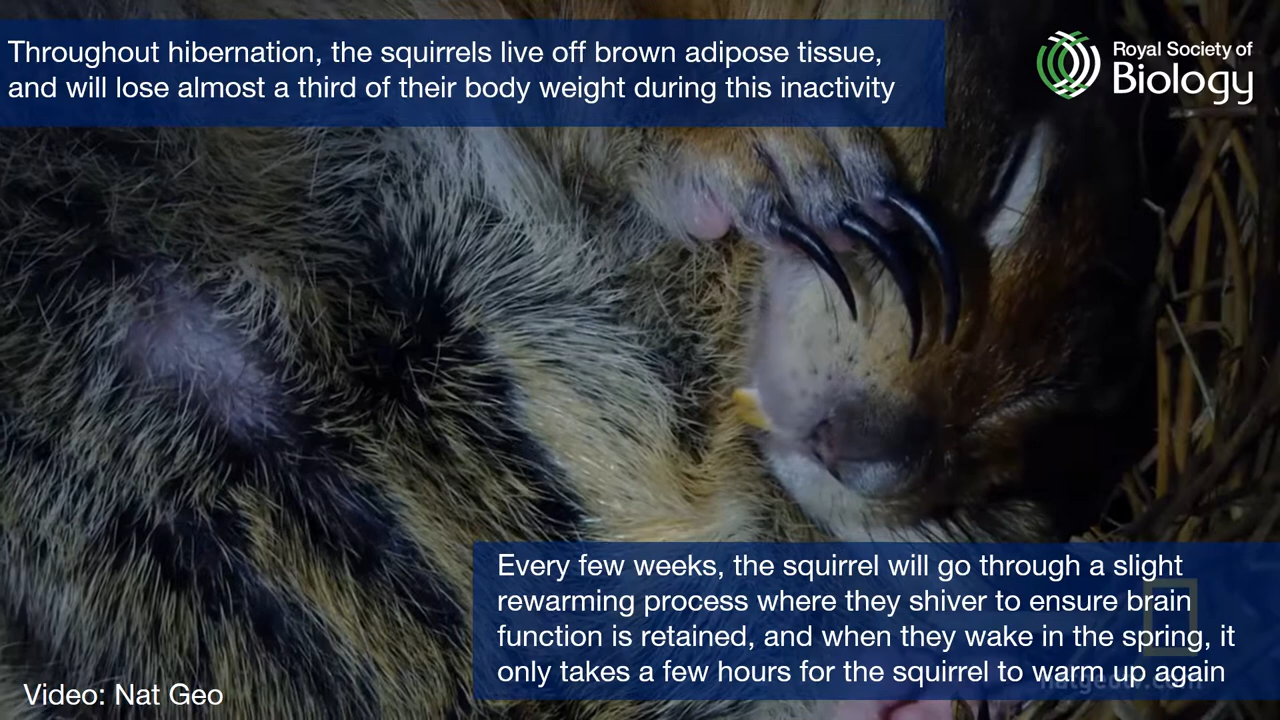 Throughout hibernation, the squirrels live off brown adipose tissue,
and will lose almost a third of their body weight during this inactivity
Royal Society of
Biology
Every few weeks, the squirrel will go through a slight
rewarming process where they shiver to ensure brain
function is retained, and when they wake in the spring, it
only takes a few hours for the squirrel to warm up again
Video: Nat Geo